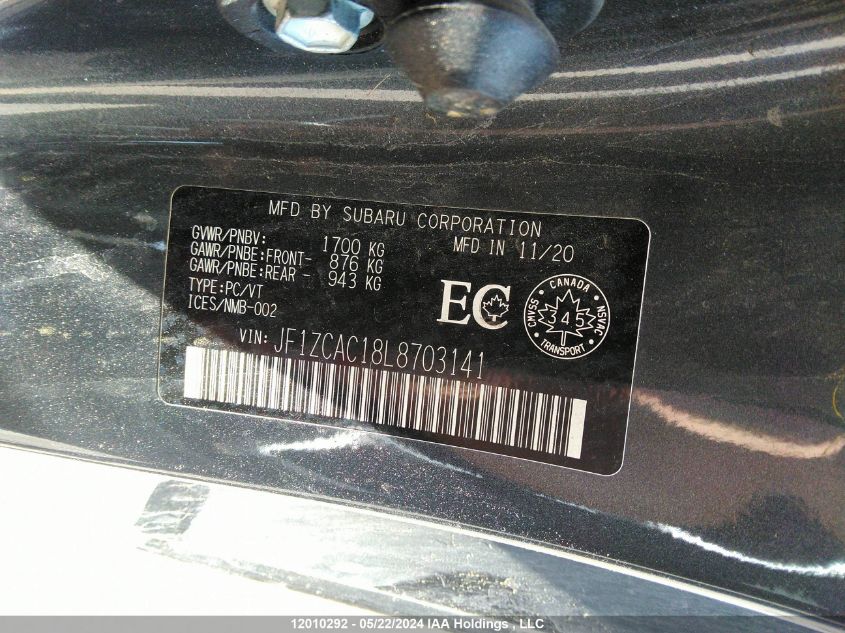 MFD BY SUBARU CORPORATION
GVWR/PNBV: 1700 KG MFD IN 11/20
GAWR/PNBE:FRONT- 876 KG
GAWR/PNBE:REAR - 943 KG
TYPE:PC/VT
ICES/NMB-002
EC
CANADA
CMVSS 345 NSVAC
TRANSPORT
VIN: JF1ZCAC18L8703141
12010292 - 05/22/2024 IAA Holdings , LLC